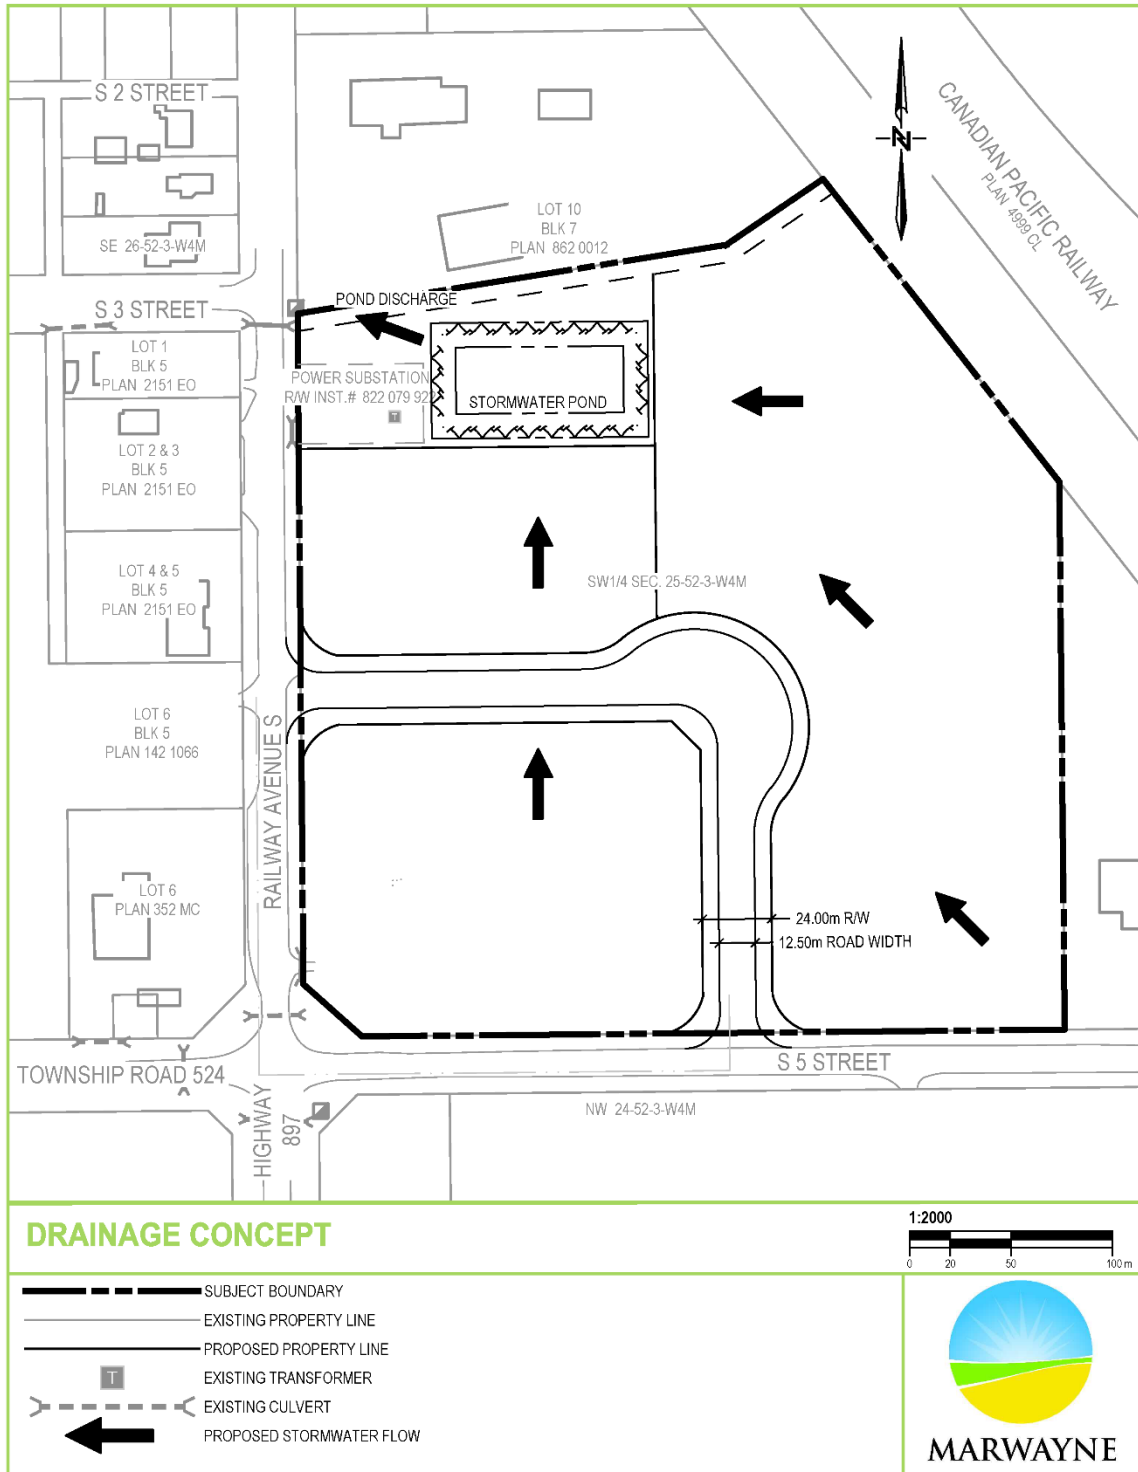 S 2 STREET
N
CANADIAN PACIFIC RAILWAY
PLAN 4999 CL
LOT 10
BLK 7
PLAN 862 0012
SE 26-52-3-W4M
S 3 STREET
POND DISCHARGE
LOT 1
BLK 5
PLAN 2151 EO
POWER SUBSTATION
R/W INST.# 822 079 922
T
STORMWATER POND
LOT 2 & 3
BLK 5
PLAN 2151 EO
LOT 4 & 5
BLK 5
PLAN 2151 EO
SW1/4 SEC. 25-52-3-W4M
LOT 6
BLK 5
PLAN 142 1066
RAILWAY AVENUE S
LOT 6
PLAN 352 MC
24.00m R/W
12.50m ROAD WIDTH
TOWNSHIP ROAD 524
S 5 STREET
HIGHWAY
897
NW 24-52-3-W4M
DRAINAGE CONCEPT
1:2000
0 20 50 100 m
SUBJECT BOUNDARY
EXISTING PROPERTY LINE
PROPOSED PROPERTY LINE
T EXISTING TRANSFORMER
EXISTING CULVERT
PROPOSED STORMWATER FLOW
MARWAYNE